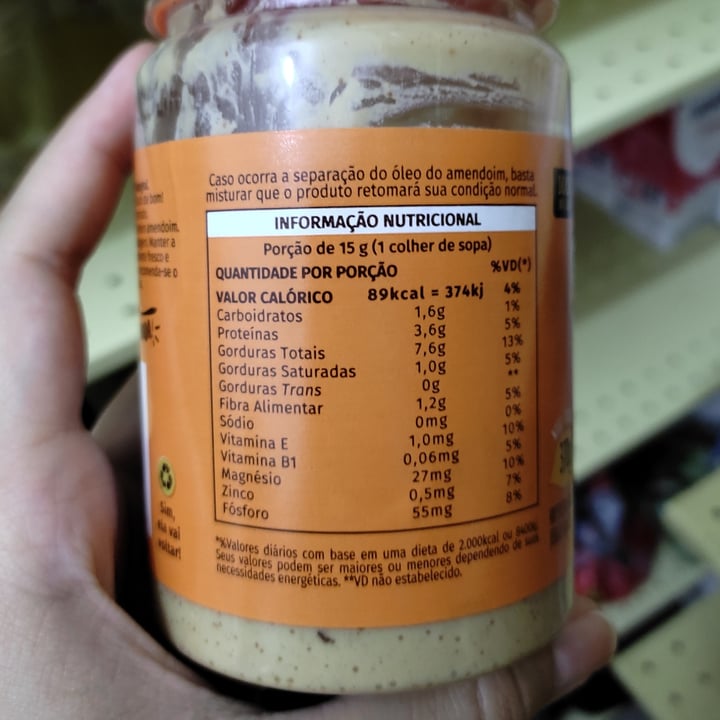 Caso ocorra a separação do óleo do amendoim, basta
misturar que o produto retomará sua condição normal.
INFORMAÇÃO NUTRICIONAL
Porção de 15 g (1 colher de sopa)
QUANTIDADE POR PORÇÃO %VD(*)
VALOR CALÓRICO 89kcal = 374kj 4%
Carboidratos 1,6g 1%
Proteínas 3,6g 5%
Gorduras Totais 7,6g 13%
Gorduras Saturadas 1,0g 5%
Gorduras Trans 0g **
Fibra Alimentar 1,2g 5%
Sódio 0mg 0%
Vitamina E 1,0mg 10%
Vitamina B1 0,06mg 5%
Magnésio 27mg 10%
Zinco 0,5mg 7%
Fósforo 55mg 8%
*%Valores diários com base em uma dieta de 2.000kcal ou 8400kj.
Seus valores podem ser maiores ou menores dependendo de suas
necessidades energéticas. **VD não estabelecido.
amendoim.
Manter a
fresco e
se o
Sim,
ela vai
voltar!